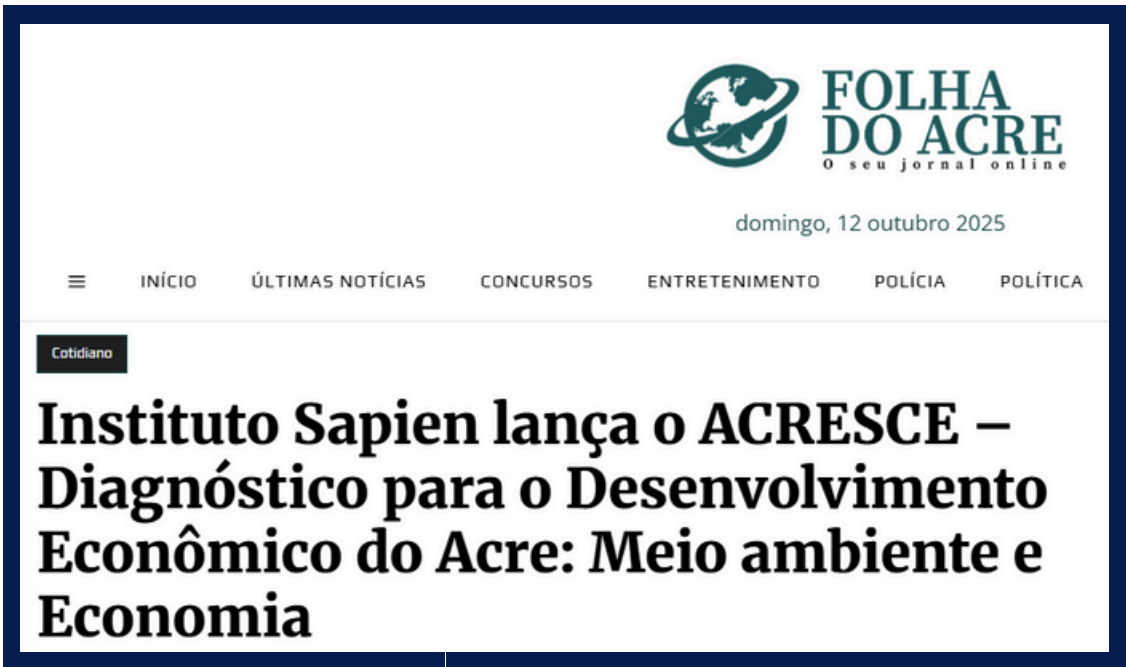 FOLHA
DO ACRE
O seu jornal online
domingo, 12 outubro 2025
INÍCIO ÚLTIMAS NOTÍCIAS CONCURSOS ENTRETENIMENTO POLÍCIA POLÍTICA
Cotidiano
Instituto Sapien lança o ACRESCE –
Diagnóstico para o Desenvolvimento
Econômico do Acre: Meio ambiente e
Economia